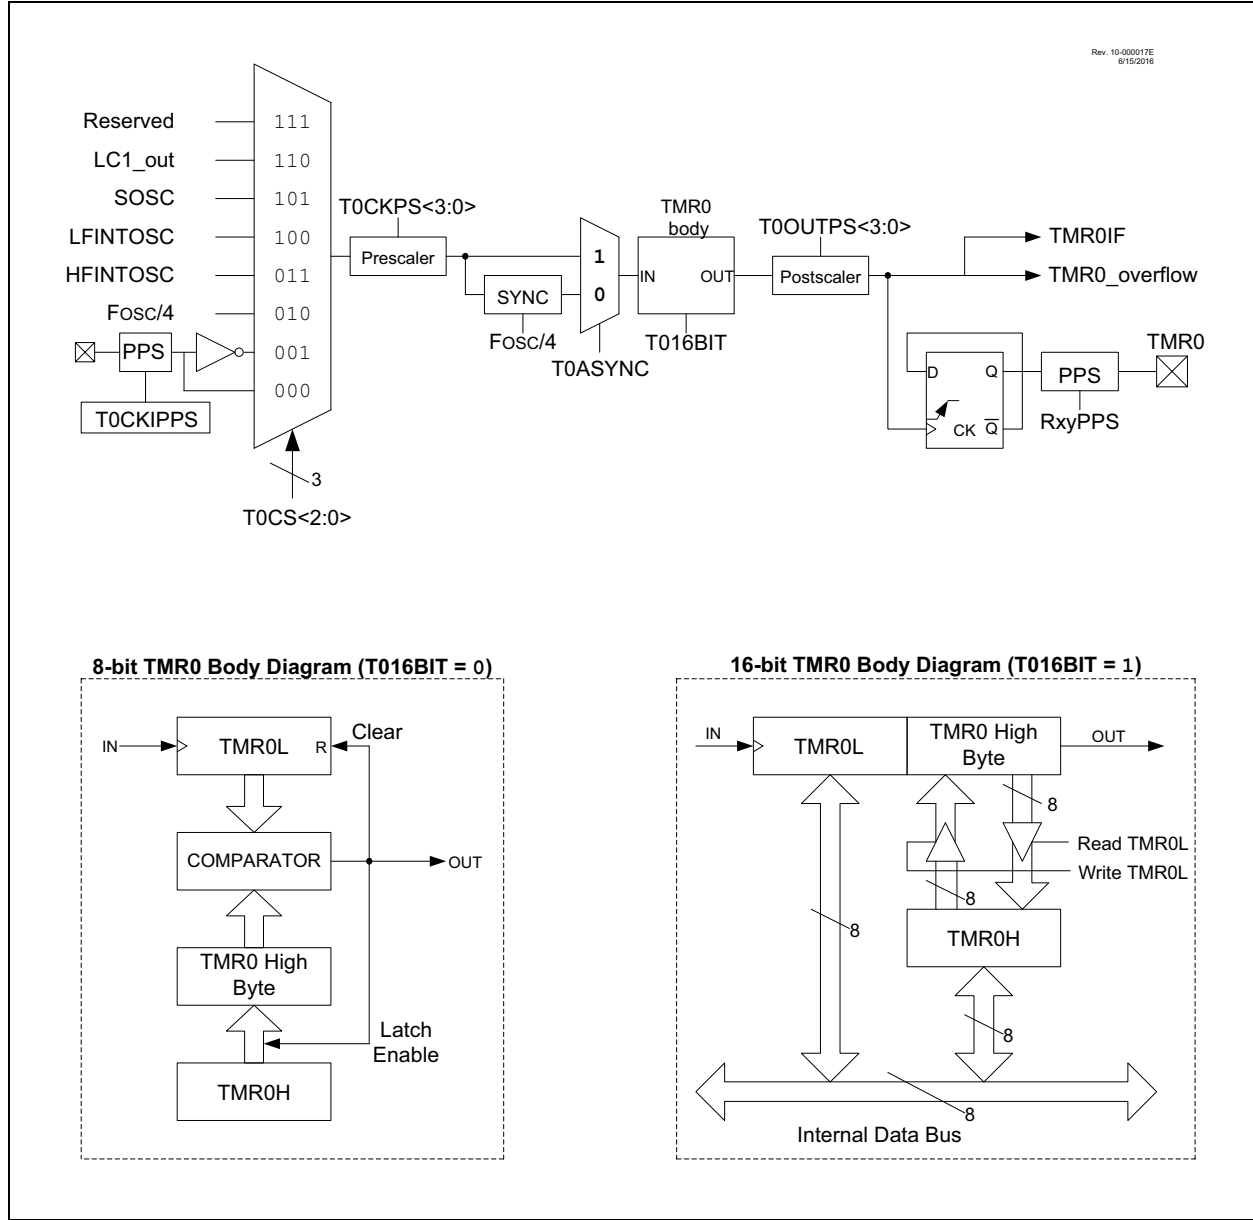 Rev. 10-000017E
6/15/2016
Reserved
111
LC1_out
110
SOSC
101
LFINTOSC
100
HFINTOSC
011
FOSC/4
010
PPS
001
000
T0CKIPPS
3
T0CS<2:0>
T0CKPS<3:0>
Prescaler
SYNC
FOSC/4
1
0
T0ASYNC
TMR0
body
IN
OUT
T016BIT
T0OUTPS<3:0>
Postscaler
TMR0IF
TMR0_overflow
D
Q
CK
Q
PPS
RxyPPS
TMR0
8-bit TMR0 Body Diagram (T016BIT = 0)
IN
TMR0L
R
Clear
COMPARATOR
OUT
TMR0 High
Byte
Latch
Enable
TMR0H
16-bit TMR0 Body Diagram (T016BIT = 1)
IN
TMR0L
TMR0 High
Byte
OUT
8
Read TMR0L
Write TMR0L
8
8
TMR0H
8
8
Internal Data Bus